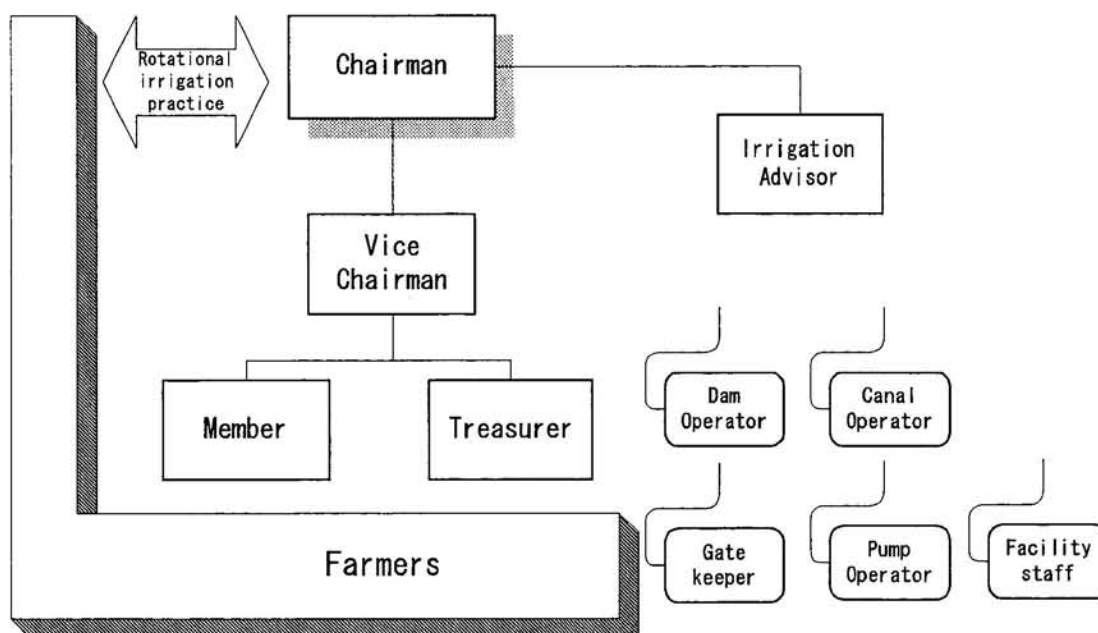 Rotational
irrigation
practice
Chairman
Irrigation
Advisor
Vice
Chairman
Member
Treasurer
Dam
Operator
Canal
Operator
Gate
keeper
Pump
Operator
Facility
staff
Farmers